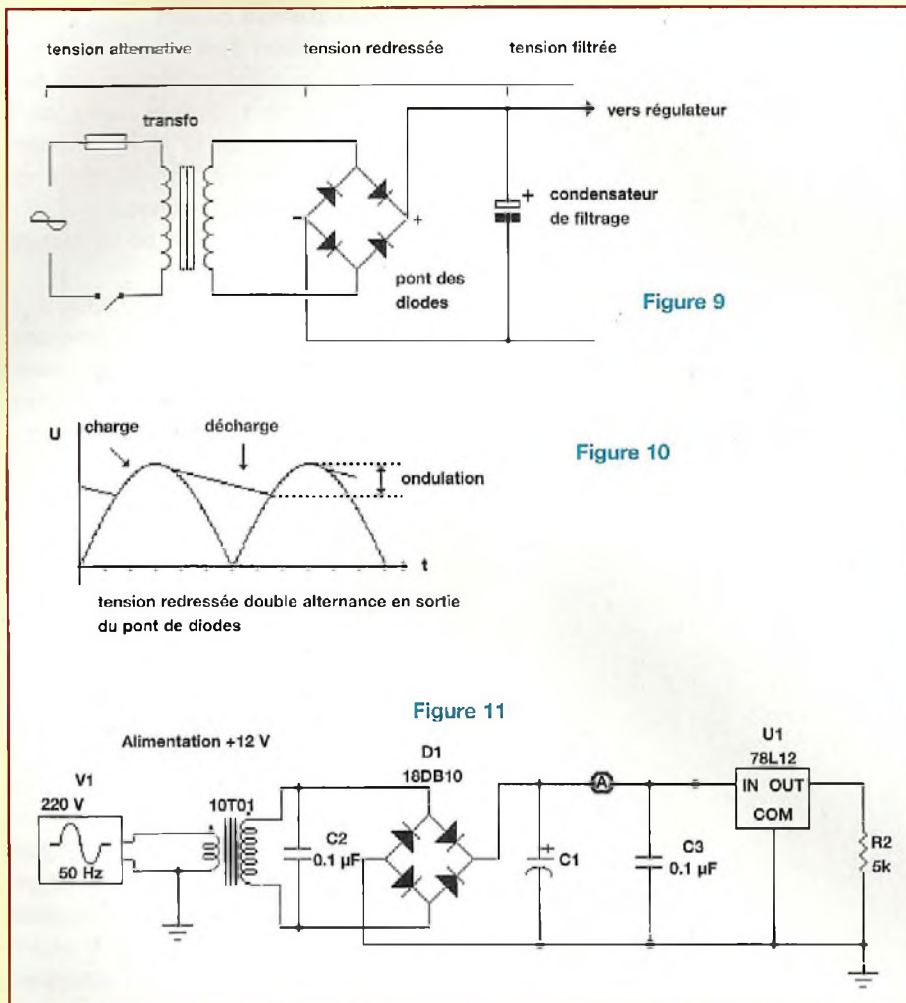 tension alternative tension redressée tension filtrée
transfo
vers régulateur
+ condensateur
de filtrage
- +
pont des
diodes
Figure 9
U charge décharge
Figure 10
ondulation
t
tension redressée double alternance en sortie
du pont de diodes
Figure 11
Alimentation +12 V
V1
220 V
50 Hz
10T01
C2
0.1 µF
D1
18DB10
+
C1
A
C3
0.1 µF
U1
78L12
IN OUT
COM
R2
5k